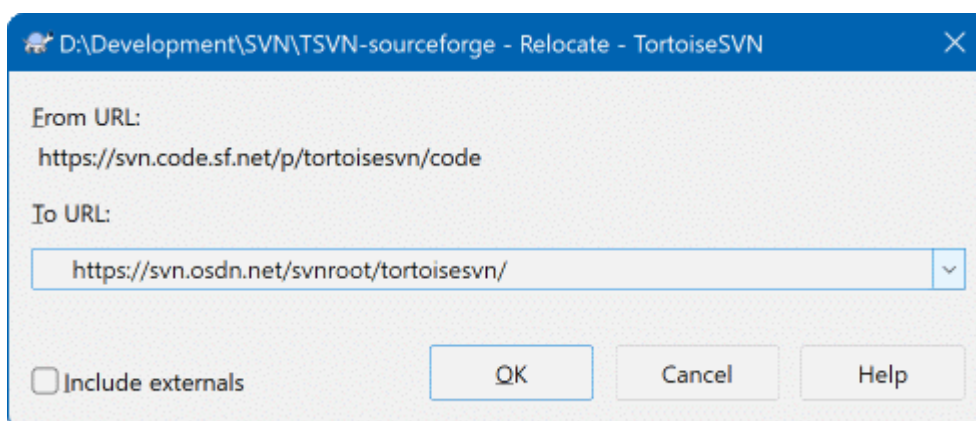 D:\Development\SVN\TSVN-sourceforge - Relocate - TortoiseSVN
From URL:
https://svn.code.sf.net/p/tortoisesvn/code
To URL:
https://svn.osdn.net/svnroot/tortoisesvn/
Include externals
OK
Cancel
Help